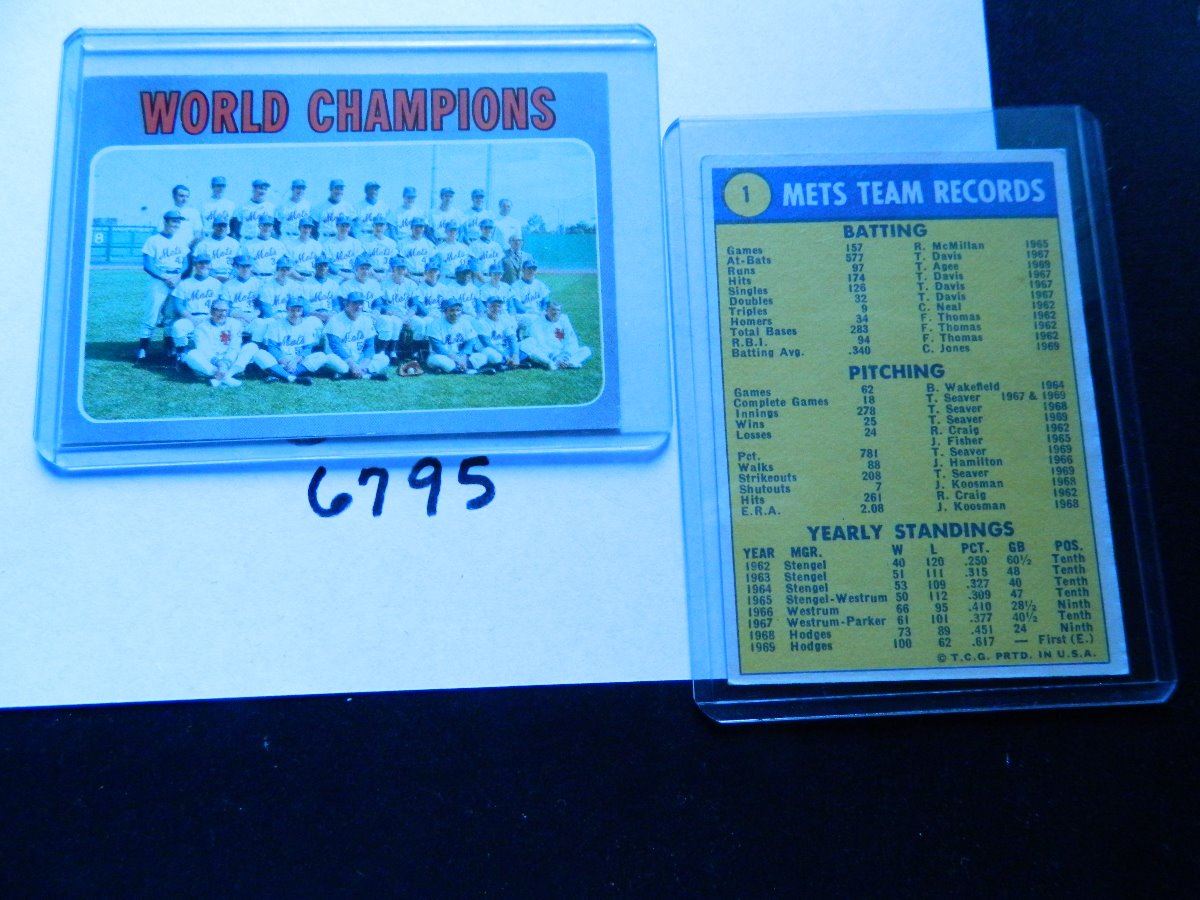 WORLD CHAMPIONS
6795
1 METS TEAM RECORDS
BATTING
Games 157 R. McMillan 1965
At-Bats 577 T. Davis 1967
Runs 97 T. Agee 1969
Hits 174 T. Davis 1967
Singles 126 T. Davis 1967
Doubles 32 T. Davis 1967
Triples 9 C. Neal 1962
Homers 34 F. Thomas 1962
Total Bases 283 F. Thomas 1962
R.B.I. 94 F. Thomas 1962
Batting Avg. .340 C. Jones 1969
PITCHING
Games 62 B. Wakefield 1964
Complete Games 18 T. Seaver 1967 & 1969
Innings 278 T. Seaver 1968
Wins 25 T. Seaver 1969
Losses 24 R. Craig 1962
J. Fisher 1965
Pct. 781 T. Seaver 1969
Walks 88 J. Hamilton 1966
Strikeouts 208 T. Seaver 1969
Shutouts 7 J. Koosman 1968
Hits 261 R. Craig 1962
E.R.A. 2.08 J. Koosman 1968
YEARLY STANDINGS
YEAR MGR. W L PCT. GB POS.
1962 Stengel 40 120 .250 60½ Tenth
1963 Stengel 51 111 .315 48 Tenth
1964 Stengel 53 109 .327 40 Tenth
1965 Stengel-Westrum 50 112 .309 47 Tenth
1966 Westrum 66 95 .410 28½ Ninth
1967 Westrum-Parker 61 101 .377 40½ Tenth
1968 Hodges 73 89 .451 24 Ninth
1969 Hodges 100 62 .617 — First (E.)
© T.C.G. PRTD. IN U.S.A.